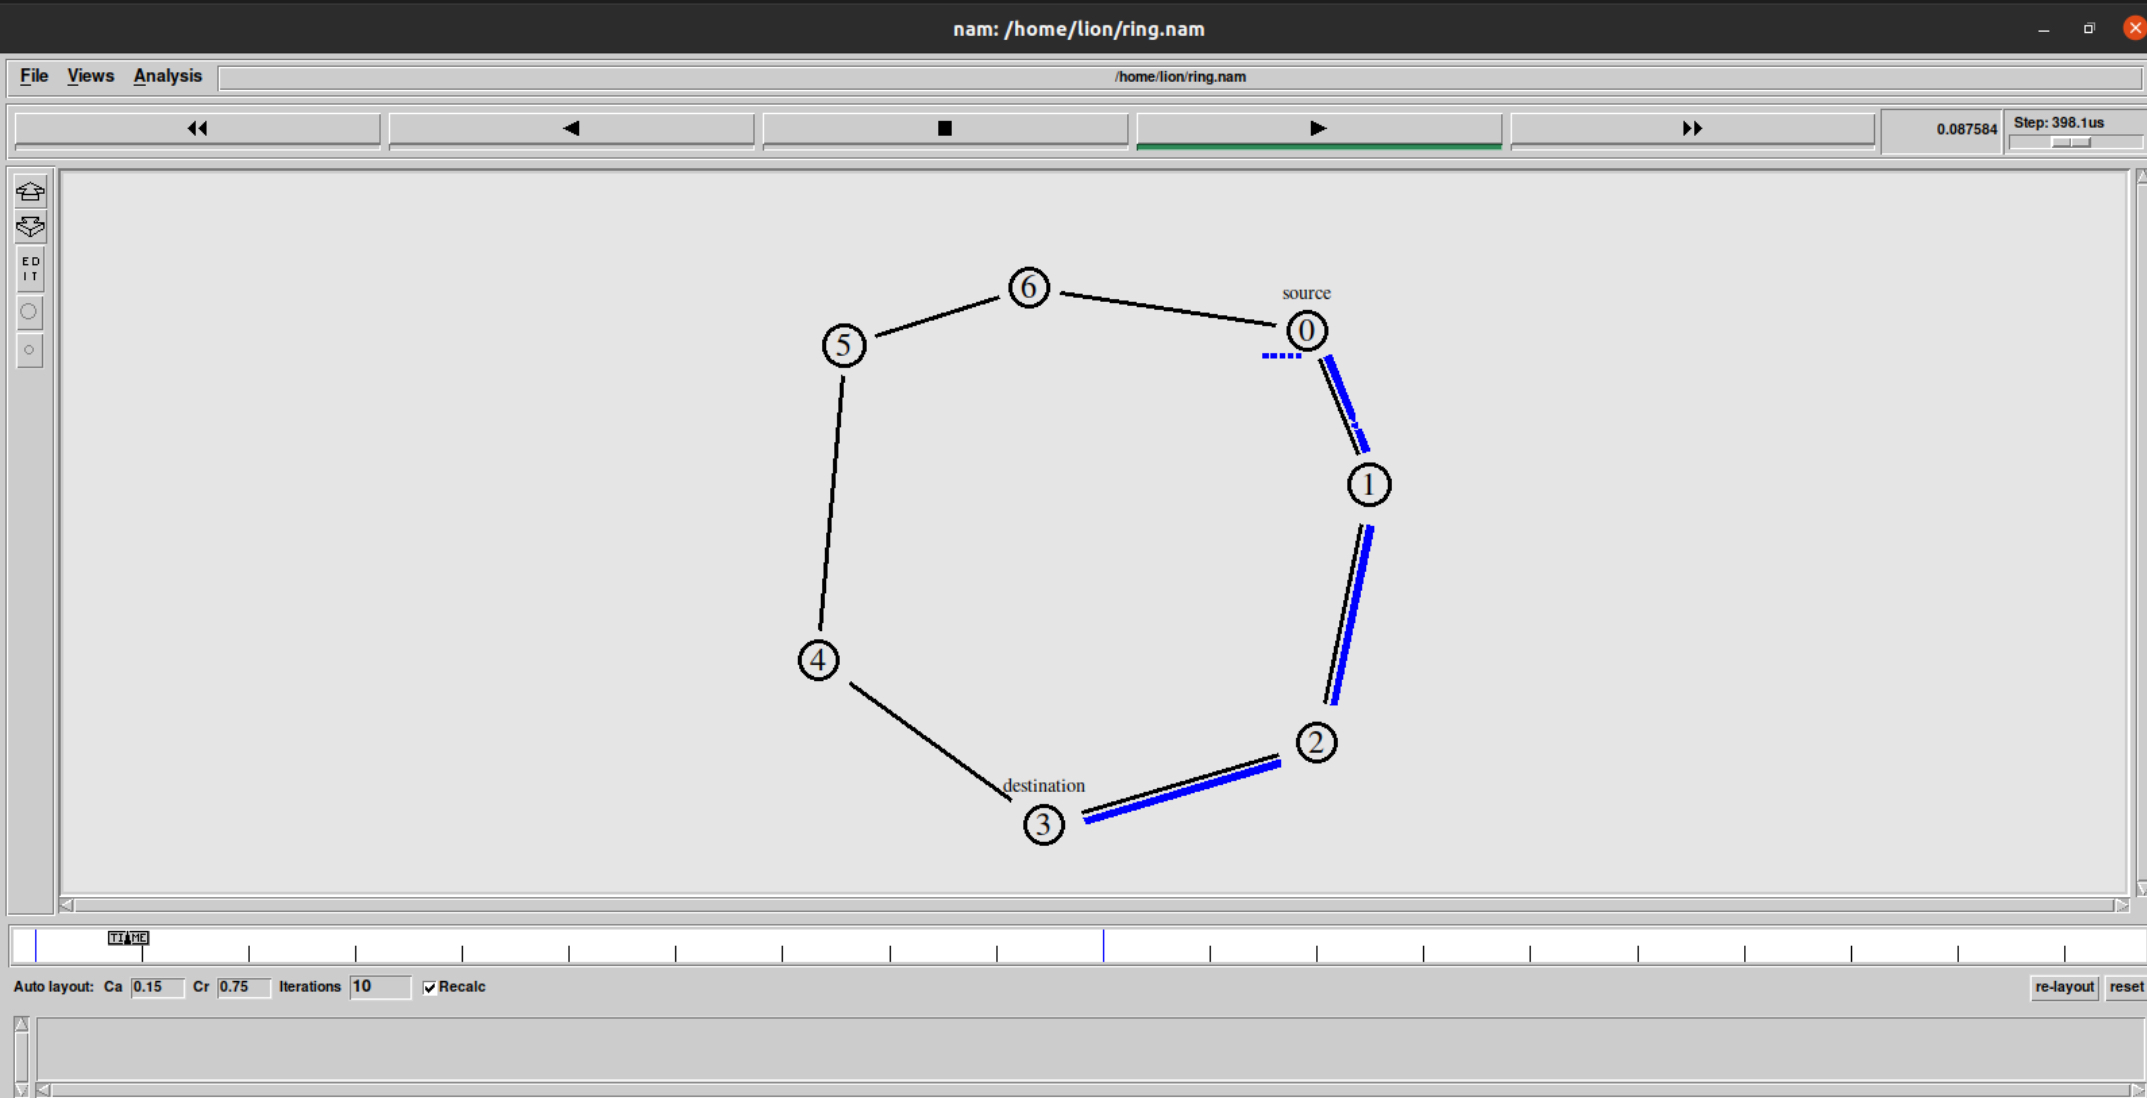 nam: /home/lion/ring.nam
File Views Analysis /home/lion/ring.nam
0.087584 Step: 398.1us
ED
IT
6
source
0
5
1
4
2
destination
3
TIME
Auto layout: Ca 0.15 Cr 0.75 Iterations 10 Recalc re-layout reset